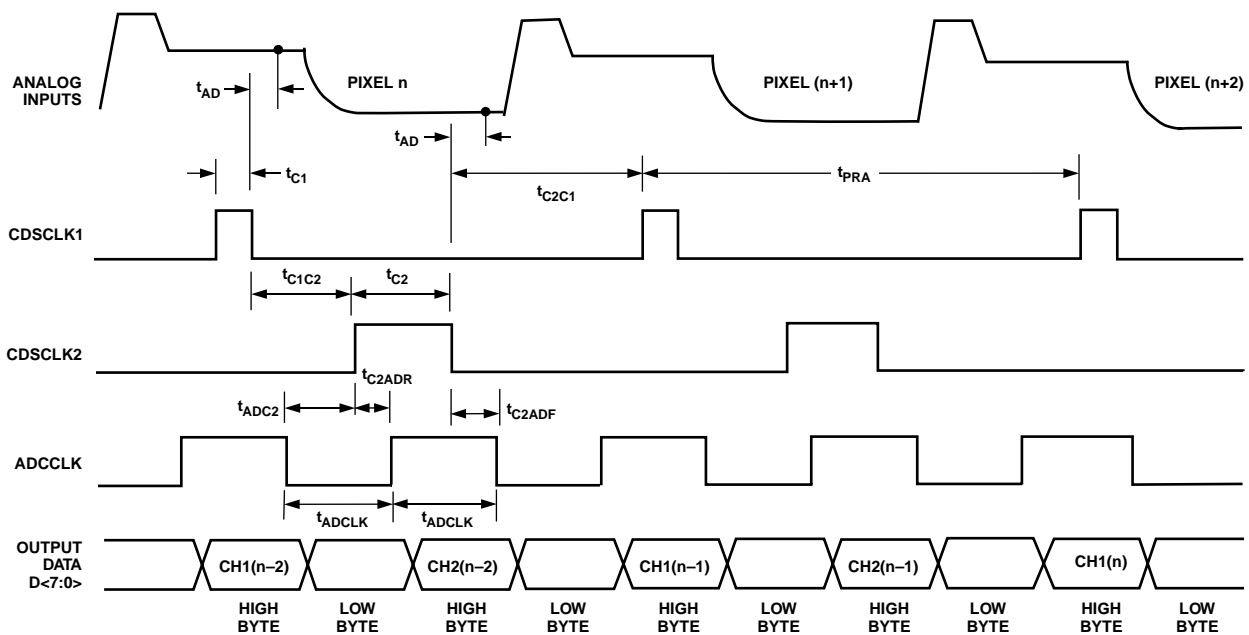 ANALOG
INPUTS
PIXEL n
PIXEL (n+1)
PIXEL (n+2)
tAD
tAD
tC1
tC2C1
tPRA
CDSCLK1
tC1C2
tC2
CDSCLK2
tC2ADR
tADC2
tC2ADF
ADCCLK
tADCLK
tADCLK
OUTPUT
DATA
D<7:0>
CH1(n–2)
CH2(n–2)
CH1(n–1)
CH2(n–1)
CH1(n)
HIGH
BYTE
LOW
BYTE
HIGH
BYTE
LOW
BYTE
HIGH
BYTE
LOW
BYTE
HIGH
BYTE
LOW
BYTE
HIGH
BYTE
LOW
BYTE